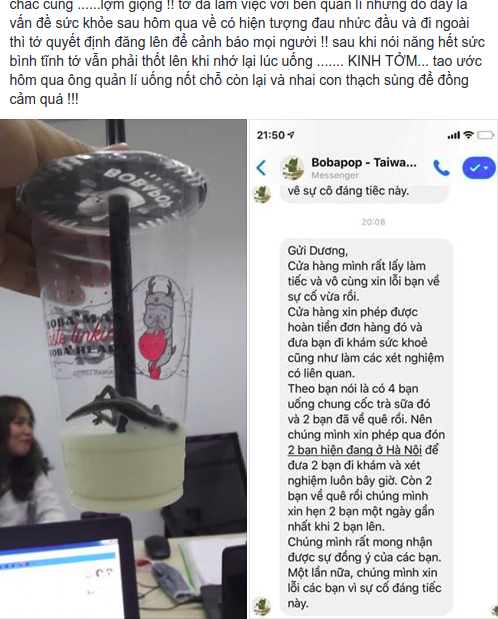 chắc cũng ......lợm giọng !! tớ đã làm việc với bên quản lí nhưng do đây là
vấn đề sức khỏe sau hôm qua về có hiện tượng đau nhức đầu và đi ngoài
thì tớ quyết định đăng lên để cảnh báo mọi người !! sau khi nói năng hết sức
bình tĩnh tớ vẫn phải thốt lên khi nhớ lại lúc uống ....... KINH TỞM... tao ước
hôm qua ông quản lí uống nốt chỗ còn lại và nhai con thạch sùng để đồng
cảm quá !!!
BOBAPOP
BOBA MA
taste linking
BOBA HEAR
21:50
Bobapop - Taiwa...
Messenger
về sự cố đáng tiếc này.
20:08
Gửi Dương,
Cửa hàng mình rất lấy làm
tiếc và vô cùng xin lỗi bạn về
sự cố vừa rồi.
Cửa hàng xin phép được
hoàn tiền đơn hàng đó và
đưa bạn đi khám sức khoẻ
cũng như làm các xét nghiệm
có liên quan.
Theo bạn nói là có 4 bạn
uống chung cốc trà sữa đó
và 2 bạn đã về quê rồi. Nên
chúng mình xin phép qua đón
2 bạn hiện đang ở Hà Nội để
đưa 2 bạn đi khám và xét
nghiệm luôn bây giờ. Còn 2
bạn về quê rồi chúng mình
xin hẹn 2 bạn một ngày gần
nhất khi 2 bạn lên.
Chúng mình rất mong nhận
được sự đồng ý của các bạn.
Một lần nữa, chúng mình xin
lỗi các bạn vì sự cố đáng tiếc
này.